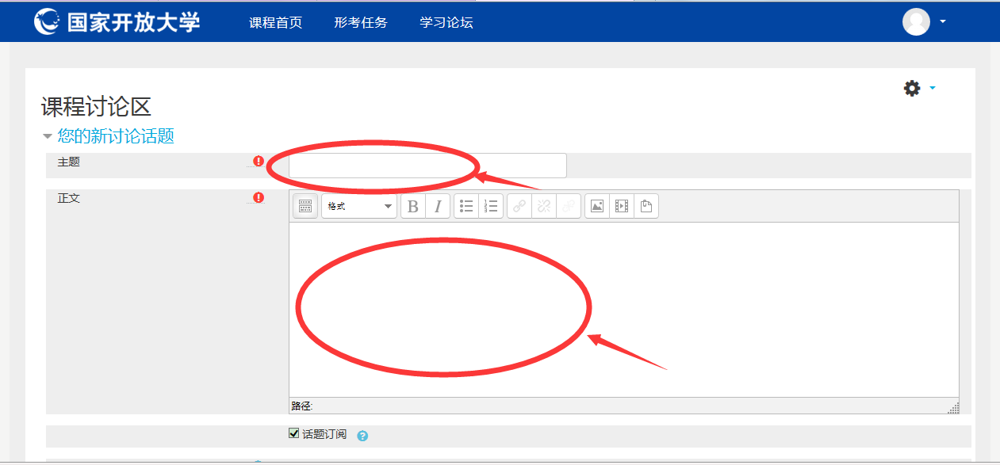 国家开放大学 课程首页 形考任务 学习论坛
课程讨论区
您的新讨论话题
主题
正文
格式 B I
路径:
话题订阅